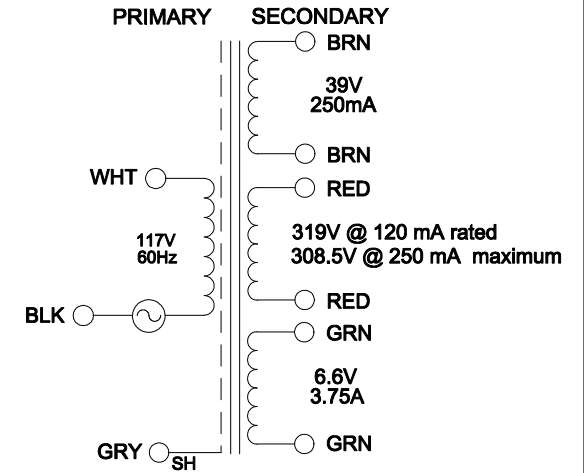 PRIMARY SECONDARY
BRN
39V
250mA
BRN
WHT
RED
117V
60Hz
319V @ 120 mA rated
308.5V @ 250 mA maximum
BLK
RED
GRN
6.6V
3.75A
GRY
SH
GRN